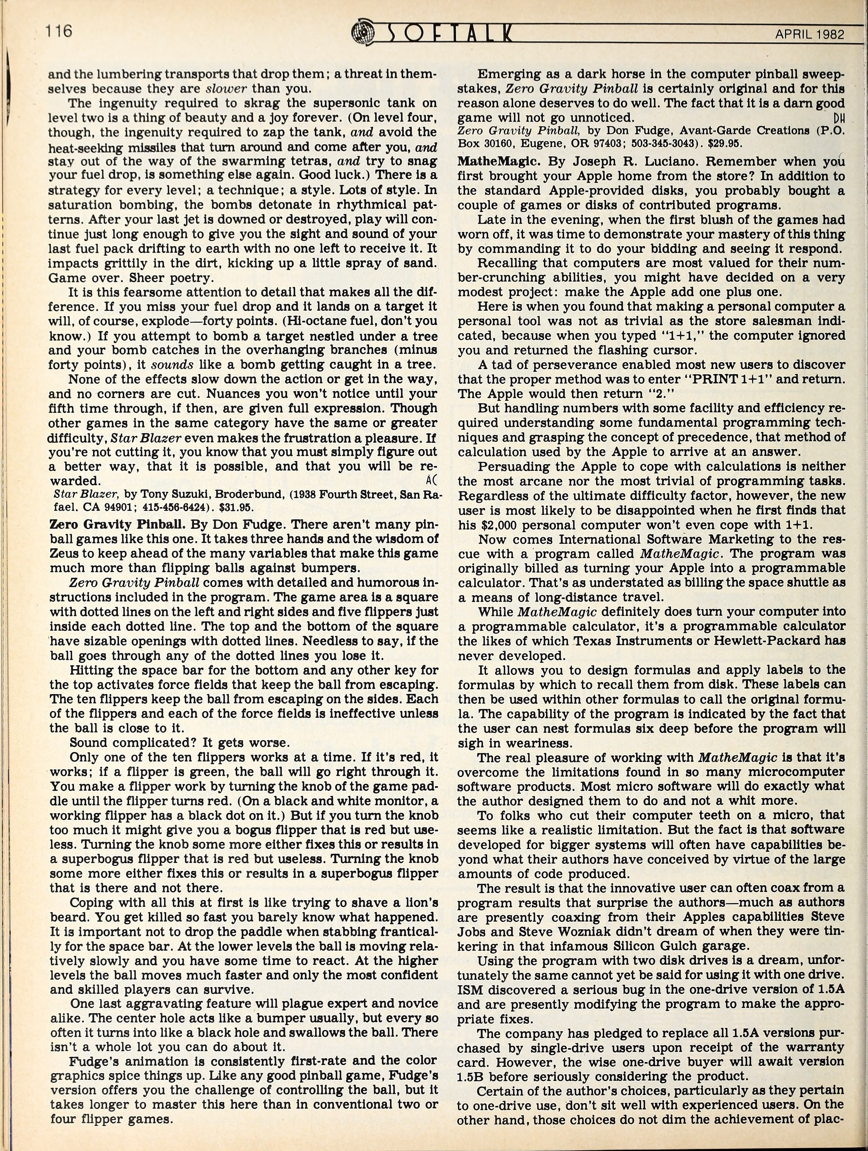 116
SOFTALK
APRIL 1982
and the lumbering transports that drop them; a threat in them-
selves because they are slower than you.
The ingenuity required to skrag the supersonic tank on
level two is a thing of beauty and a joy forever. (On level four,
though, the ingenuity required to zap the tank, and avoid the
heat-seeking missiles that turn around and come after you, and
stay out of the way of the swarming tetras, and try to snag
your fuel drop, is something else again. Good luck.) There is a
strategy for every level; a technique; a style. Lots of style. In
saturation bombing, the bombs detonate in rhythmical pat-
terns. After your last jet is downed or destroyed, play will con-
tinue just long enough to give you the sight and sound of your
last fuel pack drifting to earth with no one left to receive it. It
impacts grittily in the dirt, kicking up a little spray of sand.
Game over. Sheer poetry.
It is this fearsome attention to detail that makes all the dif-
ference. If you miss your fuel drop and it lands on a target it
will, of course, explode—forty points. (Hi-octane fuel, don't you
know.) If you attempt to bomb a target nestled under a tree
and your bomb catches in the overhanging branches (minus
forty points), it sounds like a bomb getting caught in a tree.
None of the effects slow down the action or get in the way,
and no corners are cut. Nuances you won't notice until your
fifth time through, if then, are given full expression. Though
other games in the same category have the same or greater
difficulty, Star Blazer even makes the frustration a pleasure. If
you're not cutting it, you know that you must simply figure out
a better way, that it is possible, and that you will be re-
warded. AC
Star Blazer, by Tony Suzuki, Broderbund, (1938 Fourth Street, San Ra-
fael, CA 94901; 415-456-6424). $31.95.
Zero Gravity Pinball. By Don Fudge. There aren't many pin-
ball games like this one. It takes three hands and the wisdom of
Zeus to keep ahead of the many variables that make this game
much more than flipping balls against bumpers.
Zero Gravity Pinball comes with detailed and humorous in-
structions included in the program. The game area is a square
with dotted lines on the left and right sides and five flippers just
inside each dotted line. The top and the bottom of the square
have sizable openings with dotted lines. Needless to say, if the
ball goes through any of the dotted lines you lose it.
Hitting the space bar for the bottom and any other key for
the top activates force fields that keep the ball from escaping.
The ten flippers keep the ball from escaping on the sides. Each
of the flippers and each of the force fields is ineffective unless
the ball is close to it.
Sound complicated? It gets worse.
Only one of the ten flippers works at a time. If it's red, it
works; if a flipper is green, the ball will go right through it.
You make a flipper work by turning the knob of the game pad-
dle until the flipper turns red. (On a black and white monitor, a
working flipper has a black dot on it.) But if you turn the knob
too much it might give you a bogus flipper that is red but use-
less. Turning the knob some more either fixes this or results in
a superbogus flipper that is red but useless. Turning the knob
some more either fixes this or results in a superbogus flipper
that is there and not there.
Coping with all this at first is like trying to shave a lion's
beard. You get killed so fast you barely know what happened.
It is important not to drop the paddle when stabbing frantical-
ly for the space bar. At the lower levels the ball is moving rela-
tively slowly and you have some time to react. At the higher
levels the ball moves much faster and only the most confident
and skilled players can survive.
One last aggravating feature will plague expert and novice
alike. The center hole acts like a bumper usually, but every so
often it turns into like a black hole and swallows the ball. There
isn't a whole lot you can do about it.
Fudge's animation is consistently first-rate and the color
graphics spice things up. Like any good pinball game, Fudge's
version offers you the challenge of controlling the ball, but it
takes longer to master this here than in conventional two or
four flipper games.
Emerging as a dark horse in the computer pinball sweep-
stakes, Zero Gravity Pinball is certainly original and for this
reason alone deserves to do well. The fact that it is a darn good
game will not go unnoticed. DH
Zero Gravity Pinball, by Don Fudge, Avant-Garde Creations (P.O.
Box 30160, Eugene, OR 97403; 503-345-3043). $29.95.
MatheMagic. By Joseph R. Luciano. Remember when you
first brought your Apple home from the store? In addition to
the standard Apple-provided disks, you probably bought a
couple of games or disks of contributed programs.
Late in the evening, when the first blush of the games had
worn off, it was time to demonstrate your mastery of this thing
by commanding it to do your bidding and seeing it respond.
Recalling that computers are most valued for their num-
ber-crunching abilities, you might have decided on a very
modest project: make the Apple add one plus one.
Here is when you found that making a personal computer a
personal tool was not as trivial as the store salesman indi-
cated, because when you typed "1+1," the computer ignored
you and returned the flashing cursor.
A tad of perseverance enabled most new users to discover
that the proper method was to enter "PRINT 1+1" and return.
The Apple would then return "2."
But handling numbers with some facility and efficiency re-
quired understanding some fundamental programming tech-
niques and grasping the concept of precedence, that method of
calculation used by the Apple to arrive at an answer.
Persuading the Apple to cope with calculations is neither
the most arcane nor the most trivial of programming tasks.
Regardless of the ultimate difficulty factor, however, the new
user is most likely to be disappointed when he first finds that
his $2,000 personal computer won't even cope with 1+1.
Now comes International Software Marketing to the res-
cue with a program called MatheMagic. The program was
originally billed as turning your Apple into a programmable
calculator. That's as understated as billing the space shuttle as
a means of long-distance travel.
While MatheMagic definitely does turn your computer into
a programmable calculator, it's a programmable calculator
the likes of which Texas Instruments or Hewlett-Packard has
never developed.
It allows you to design formulas and apply labels to the
formulas by which to recall them from disk. These labels can
then be used within other formulas to call the original formu-
la. The capability of the program is indicated by the fact that
the user can nest formulas six deep before the program will
sigh in weariness.
The real pleasure of working with MatheMagic is that it's
overcome the limitations found in so many microcomputer
software products. Most micro software will do exactly what
the author designed them to do and not a whit more.
To folks who cut their computer teeth on a micro, that
seems like a realistic limitation. But the fact is that software
developed for bigger systems will often have capabilities be-
yond what their authors have conceived by virtue of the large
amounts of code produced.
The result is that the innovative user can often coax from a
program results that surprise the authors—much as authors
are presently coaxing from their Apples capabilities Steve
Jobs and Steve Wozniak didn't dream of when they were tin-
kering in that infamous Silicon Gulch garage.
Using the program with two disk drives is a dream, unfor-
tunately the same cannot yet be said for using it with one drive.
ISM discovered a serious bug in the one-drive version of 1.5A
and are presently modifying the program to make the appro-
priate fixes.
The company has pledged to replace all 1.5A versions pur-
chased by single-drive users upon receipt of the warranty
card. However, the wise one-drive buyer will await version
1.5B before seriously considering the product.
Certain of the author's choices, particularly as they pertain
to one-drive use, don't sit well with experienced users. On the
other hand, those choices do not dim the achievement of plac-